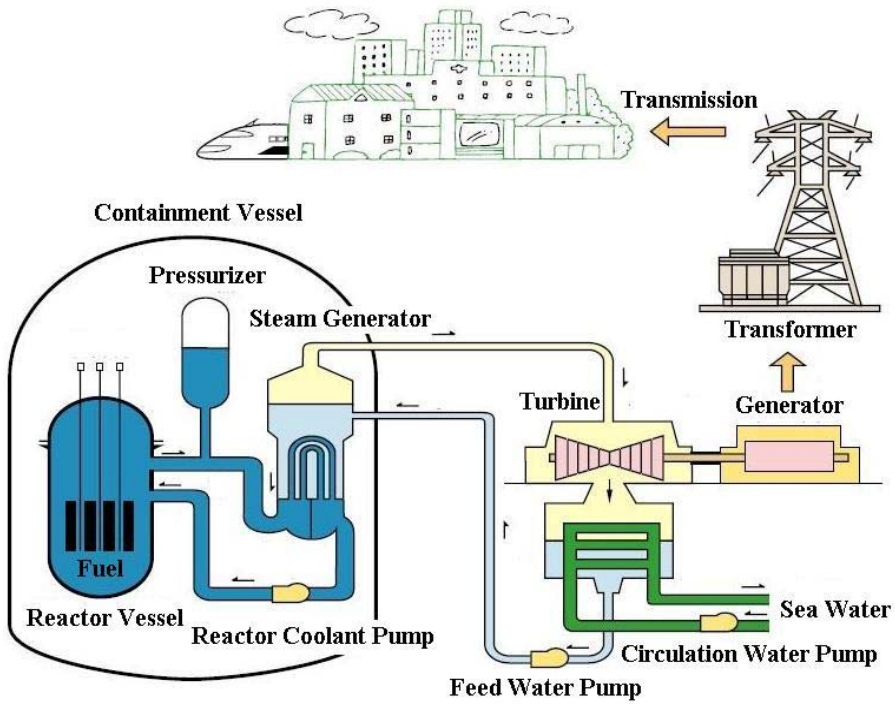 Transmission
Containment Vessel
Pressurizer
Steam Generator
Transformer
Turbine
Generator
Fuel
Reactor Vessel
Sea Water
Reactor Coolant Pump
Circulation Water Pump
Feed Water Pump